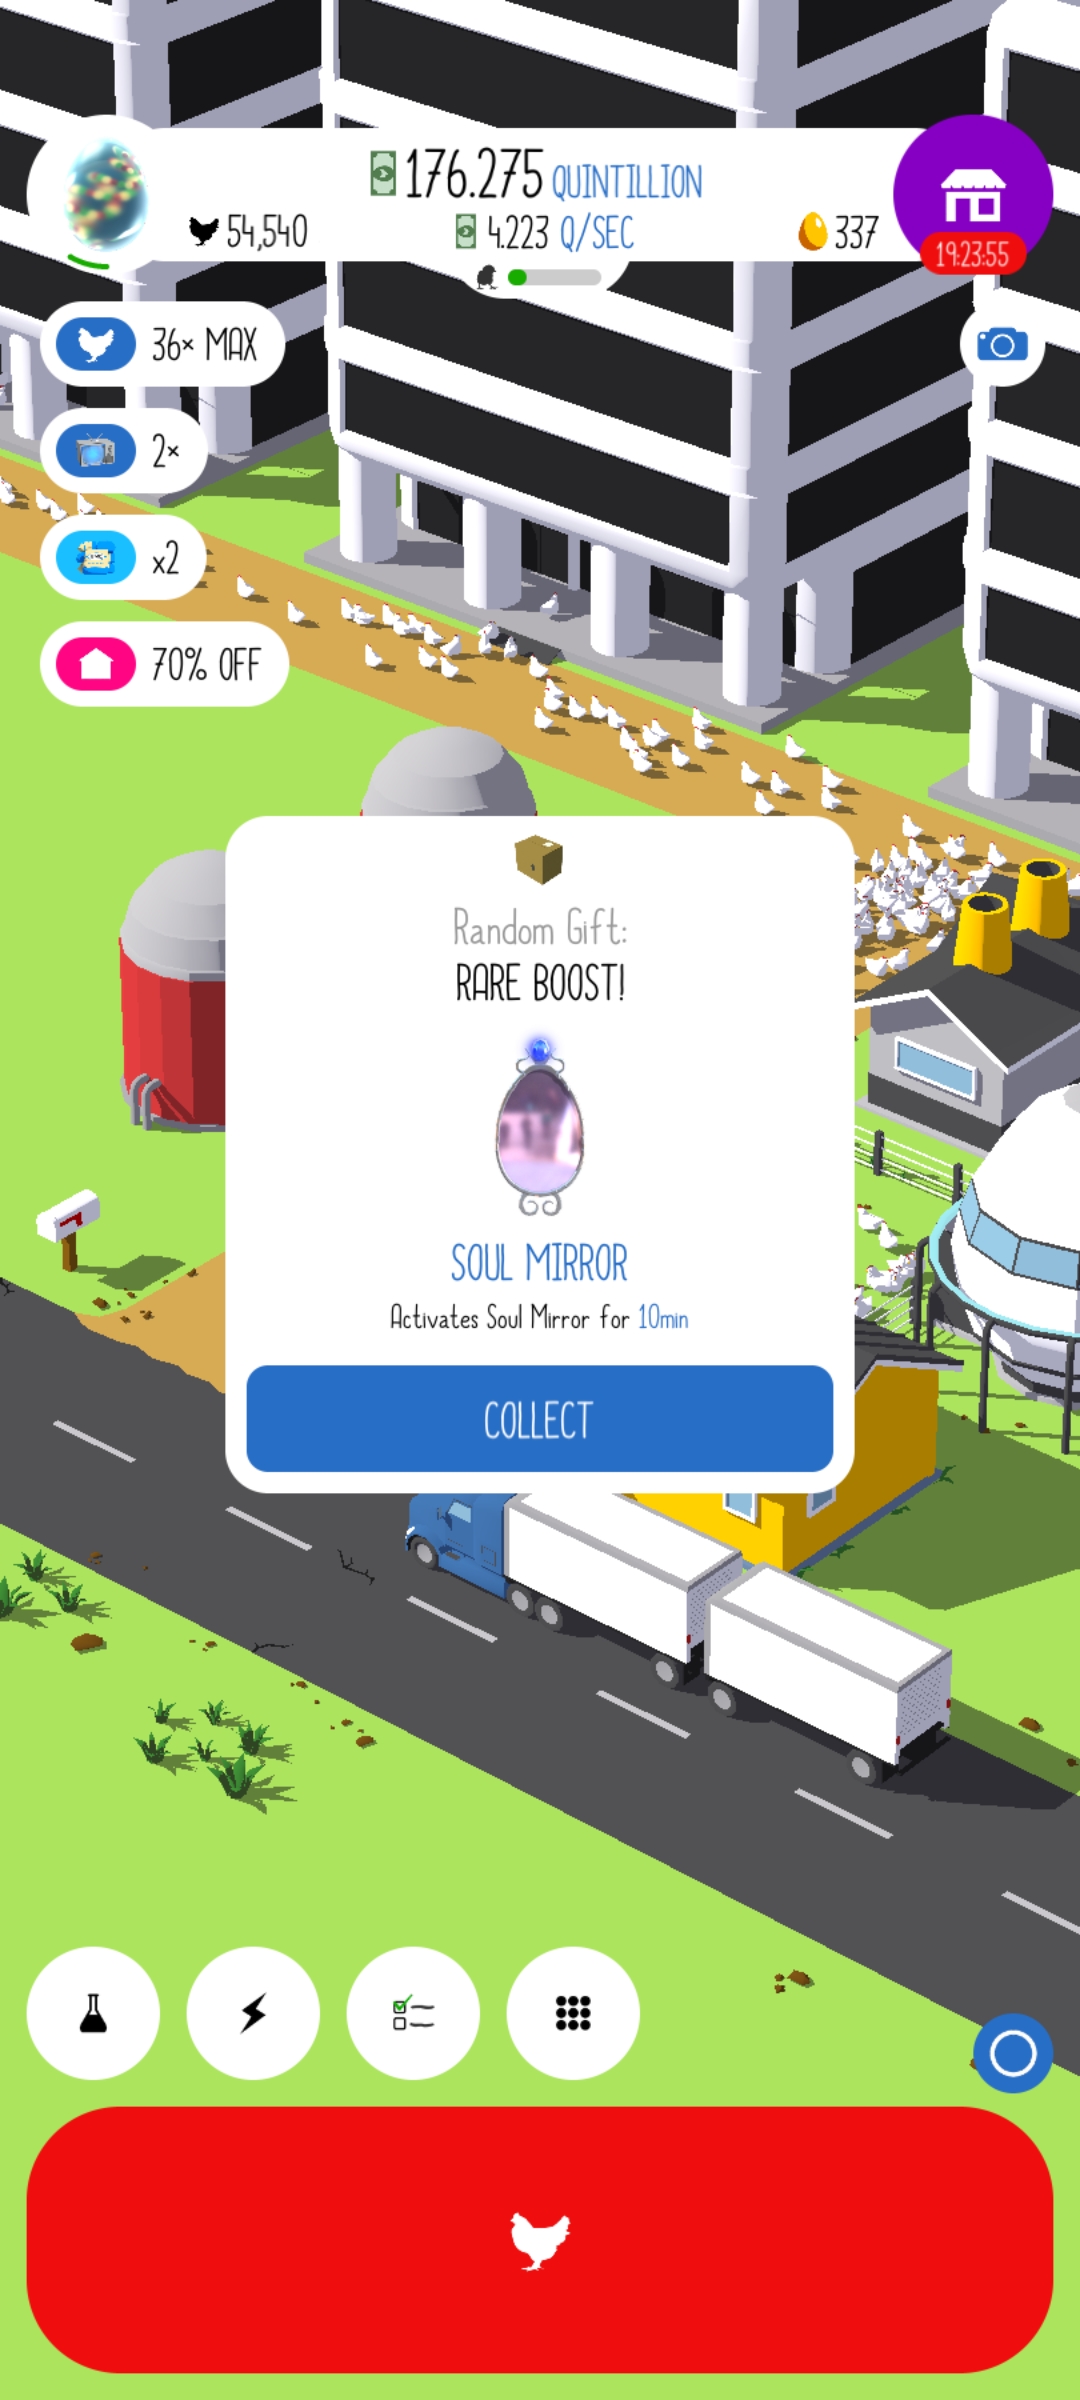 176.275 QUINTILLION
54,540
4.223 Q/SEC
337
19:23:55
36× MAX
2×
x2
70% OFF
Random Gift:
RARE BOOST!
SOUL MIRROR
Activates Soul Mirror for 10min
COLLECT